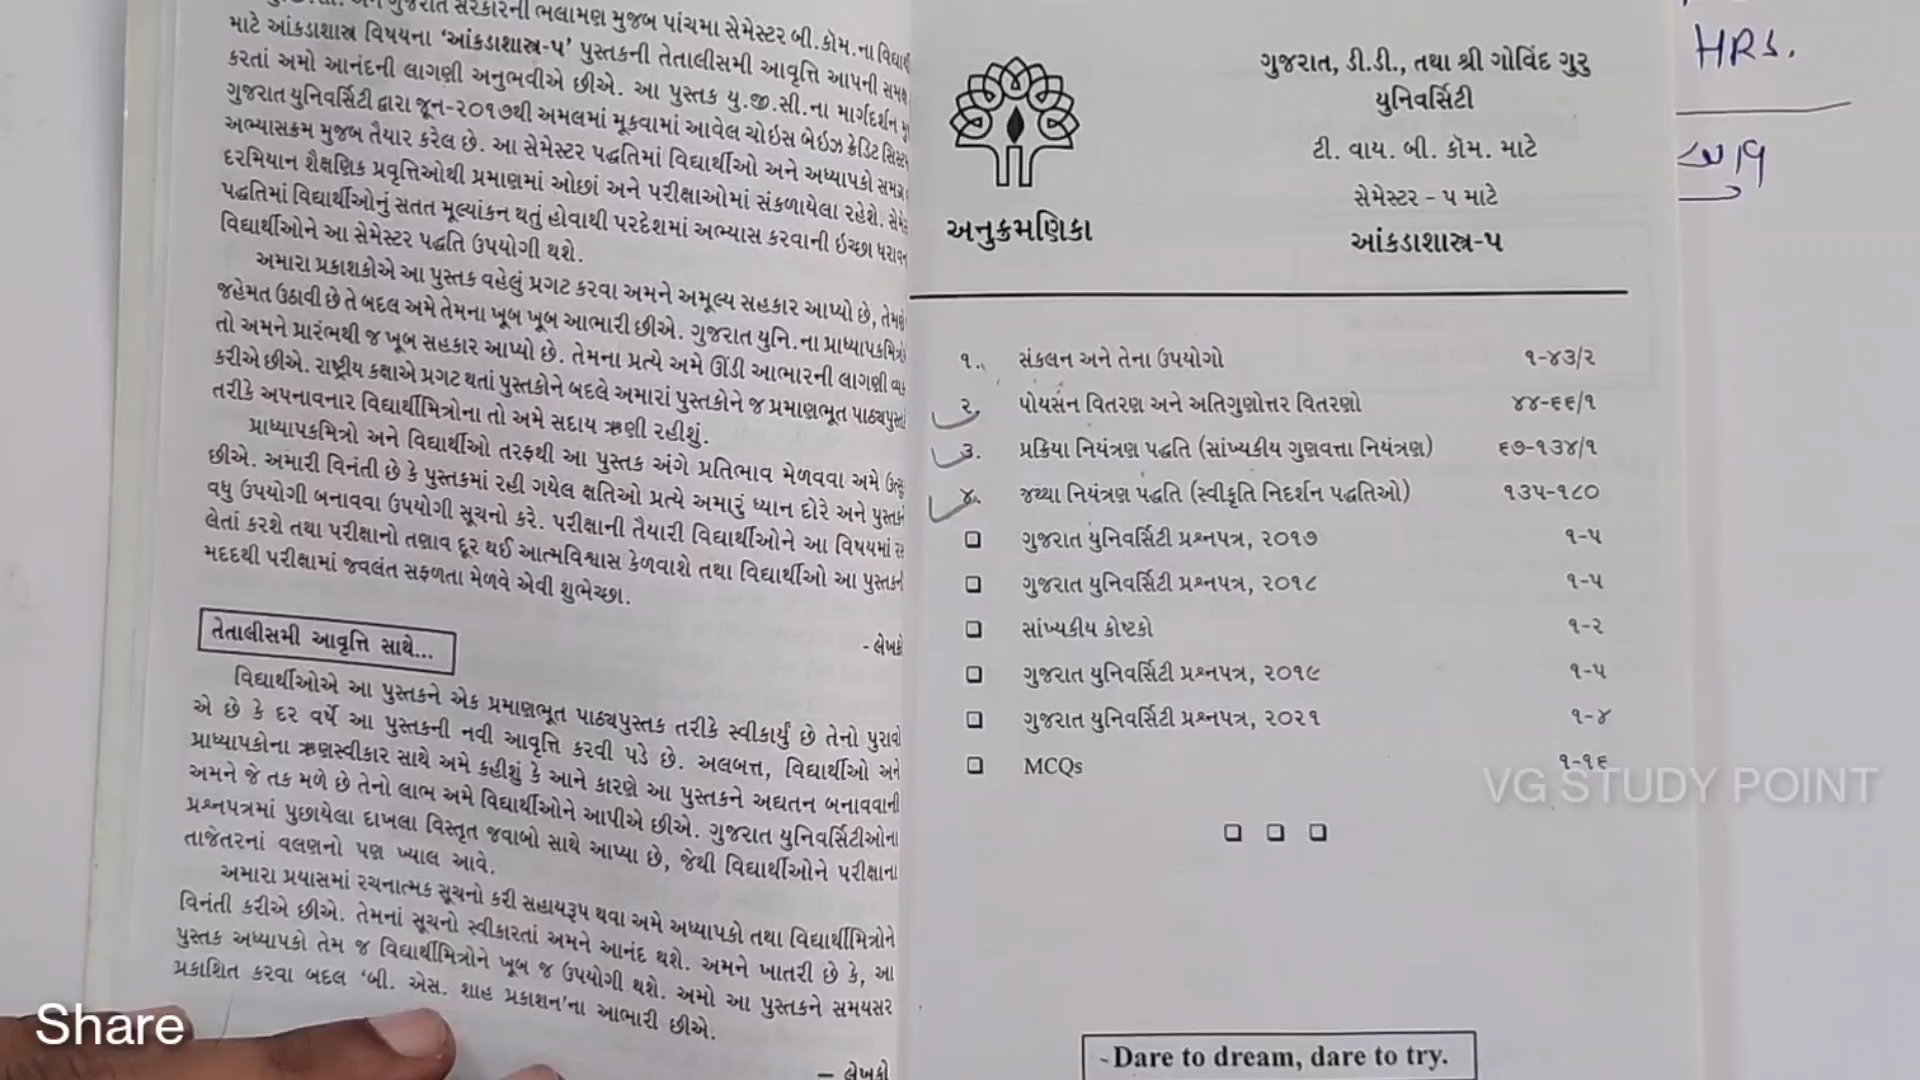 ગુજરાત સરકારની ભલામણ મુજબ પાંચમા સેમેસ્ટર બી.કૉમ.ના
માટે આંકડાશાસ્ત્ર વિષયના ‘આંકડાશાસ્ત્ર-૫’ પુસ્તકની તેતાલીસમી આવૃત્તિ આપની
કરતાં અમો આનંદની લાગણી અનુભવીએ છીએ. આ પુસ્તક યુ.જી.સી.ના માર્ગદર્શન
ગુજરાત યુનિવર્સિટી દ્વારા જૂન-૨૦૧૭થી અમલમાં મૂકવામાં આવેલ ચોઇસ બેઇઝ ક્રેડિટ
અભ્યાસક્રમ મુજબ તૈયાર કરેલ છે. આ સેમેસ્ટર પદ્ધતિમાં વિદ્યાર્થીઓ અને અધ્યાપકો સમગ્ર
દરમિયાન શૈક્ષણિક પ્રવૃત્તિઓથી પ્રમાણમાં ઓછાં અને પરીક્ષાઓમાં સંકળાયેલા રહેશે.
પદ્ધતિમાં વિદ્યાર્થીઓનું સતત મૂલ્યાંકન થતું હોવાથી પરદેશમાં અભ્યાસ કરવાની ઇચ્છા
વિદ્યાર્થીઓને આ સેમેસ્ટર પદ્ધતિ ઉપયોગી થશે.
અમારા પ્રકાશકોએ આ પુસ્તક વહેલું પ્રગટ કરવા અમને અમૂલ્ય સહકાર આપ્યો છે,
જહેમત ઉઠાવી છે તે બદલ અમે તેમના ખૂબ ખૂબ આભારી છીએ. ગુજરાત યુનિ.ના
તો અમને પ્રારંભથી જ ખૂબ સહકાર આપ્યો છે. તેમના પ્રત્યે અમે ઊંડી આભારની લાગણી
કરીએ છીએ. રાષ્ટ્રીય કક્ષાએ પ્રગટ થતાં પુસ્તકોને બદલે અમારાં પુસ્તકોને જ પ્રમાણભૂત
તરીકે અપનાવનાર વિદ્યાર્થીમિત્રોના તો અમે સદાય ઋણી રહીશું.
પ્રાધ્યાપકમિત્રો અને વિદ્યાર્થીઓ તરફથી આ પુસ્તક અંગે પ્રતિભાવ મેળવવા અમે
છીએ. અમારી વિનંતી છે કે પુસ્તકમાં રહી ગયેલ ક્ષતિઓ પ્રત્યે અમારું ધ્યાન દોરે અને
વધુ ઉપયોગી બનાવવા ઉપયોગી સૂચનો કરે. પરીક્ષાની તૈયારી વિદ્યાર્થીઓને આ વિષયમાં
લેતાં કરશે તથા પરીક્ષાનો તણાવ દૂર થઈ આત્મવિશ્વાસ કેળવાશે તથા વિદ્યાર્થીઓ આ
મદદથી પરીક્ષામાં જ્વલંત સફળતા મેળવે એવી શુભેચ્છા.
તેતાલીસમી આવૃત્તિ સાથે...
વિદ્યાર્થીઓએ આ પુસ્તકને એક પ્રમાણભૂત પાઠ્યપુસ્તક તરીકે સ્વીકાર્યું છે તેનો પુરાવો
એ છે કે દર વર્ષે આ પુસ્તકની નવી આવૃત્તિ કરવી પડે છે. અલબત્ત, વિદ્યાર્થીઓ અને
પ્રાધ્યાપકોના ઋણસ્વીકાર સાથે અમે કહીશું કે આને કારણે આ પુસ્તકને અદ્યતન બનાવવાની
અમને જે તક મળે છે તેનો લાભ અમે વિદ્યાર્થીઓને આપીએ છીએ. ગુજરાત યુનિવર્સિટીઓના
પ્રશ્નપત્રમાં પુછાયેલા દાખલા વિસ્તૃત જવાબો સાથે આપ્યા છે, જેથી વિદ્યાર્થીઓને પરીક્ષાના
તાજેતરનાં વલણનો પણ ખ્યાલ આવે.
અમારા પ્રયાસમાં રચનાત્મક સૂચનો કરી સહાયરૂપ થવા અમે અધ્યાપકો તથા વિદ્યાર્થીમિત્રોને
વિનંતી કરીએ છીએ. તેમનાં સૂચનો સ્વીકારતાં અમને આનંદ થશે. અમને ખાતરી છે કે, આ
પુસ્તક અધ્યાપકો તેમ જ વિદ્યાર્થીમિત્રોને ખૂબ જ ઉપયોગી થશે. અમો આ પુસ્તકને સમયસર
પ્રકાશિત કરવા બદલ ‘બી. એસ. શાહ પ્રકાશન’ના આભારી છીએ.
ગુજરાત, ડી.ડી., તથા શ્રી ગોવિંદ ગુરુ
યુનિવર્સિટી
ટી. વાય. બી. કૉમ. માટે
સેમેસ્ટર - ૫ માટે
અનુક્રમણિકા
આંકડાશાસ્ત્ર-૫
૧. સંકલન અને તેના ઉપયોગો ૧-૪૩/૨
૨. પોયસન વિતરણ અને અતિગુણોત્તર વિતરણો ૪૪-૬૬/૧
૩. પ્રક્રિયા નિયંત્રણ પદ્ધતિ (સાંખ્યકીય ગુણવત્તા નિયંત્રણ) ૬૭-૧૩૪/૧
૪. જથ્થા નિયંત્રણ પદ્ધતિ (સ્વીકૃતિ નિદર્શન પદ્ધતિઓ) ૧૩૫-૧૮૦
❑ ગુજરાત યુનિવર્સિટી પ્રશ્નપત્ર, ૨૦૧૭ ૧-૫
❑ ગુજરાત યુનિવર્સિટી પ્રશ્નપત્ર, ૨૦૧૮ ૧-૫
❑ સાંખ્યકીય કોષ્ટકો ૧-૨
❑ ગુજરાત યુનિવર્સિટી પ્રશ્નપત્ર, ૨૦૧૯ ૧-૫
❑ ગુજરાત યુનિવર્સિટી પ્રશ્નપત્ર, ૨૦૨૧ ૧-૪
❑ MCQs ૧-૧૬
- Dare to dream, dare to try.
HRS.
VG STUDY POINT
Share